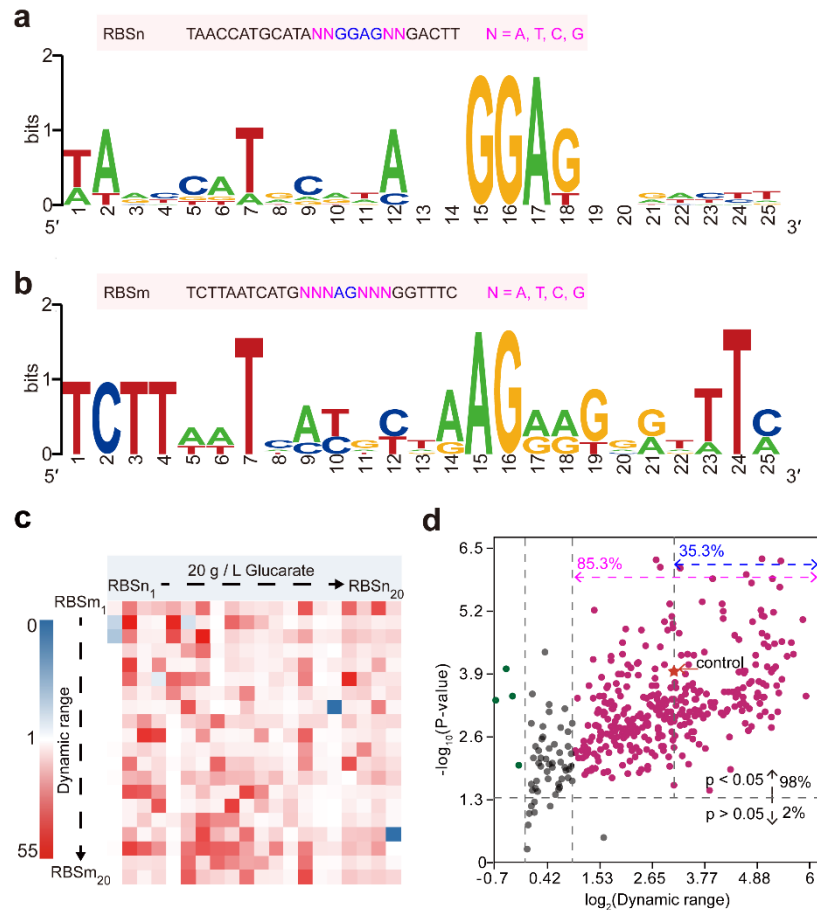 a
RBSn TAACCATGCATANNGGAGNNGACTT N = A, T, C, G
2
bits
1
0
TA CAT C A GGAG
5′ 1 2 3 4 5 6 7 8 9 10 11 12 13 14 15 16 17 18 19 20 21 22 23 24 25 3′
b
RBSm TCTTAATCATGNNNAGNNNGGTTTC N = A, T, C, G
2
bits
1
0
TCTTAATCATGCTAAGAAGGGTTTC
5′ 1 2 3 4 5 6 7 8 9 10 11 12 13 14 15 16 17 18 19 20 21 22 23 24 25 3′
c
20 g / L Glucarate
RBSn1 RBSn20
RBSm1
0
1
Dynamic range
55
RBSm20
d
6.5
5.2
3.9
2.6
1.3
0
-log10(P-value)
85.3%
35.3%
control
p < 0.05 98%
p > 0.05 2%
-0.7 0.42 1.53 2.65 3.77 4.88 6
log2(Dynamic range)